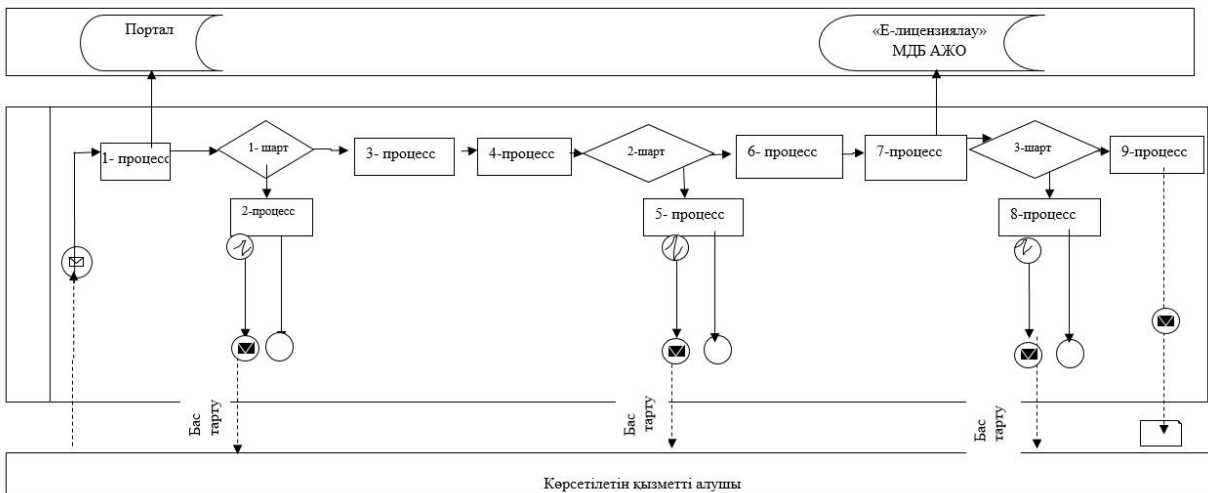 Портал
«Е-лицензиялау»
МДБ АЖО
1- процесс
1- шарт
3- процесс
4-процесс
2-шарт
6- процесс
7-процесс
3-шарт
9-процесс
2-процесс
5- процесс
8-процесс
Бас
тарту
Бас
тарту
Бас
тарту
Көрсетілетін қызметті алушы